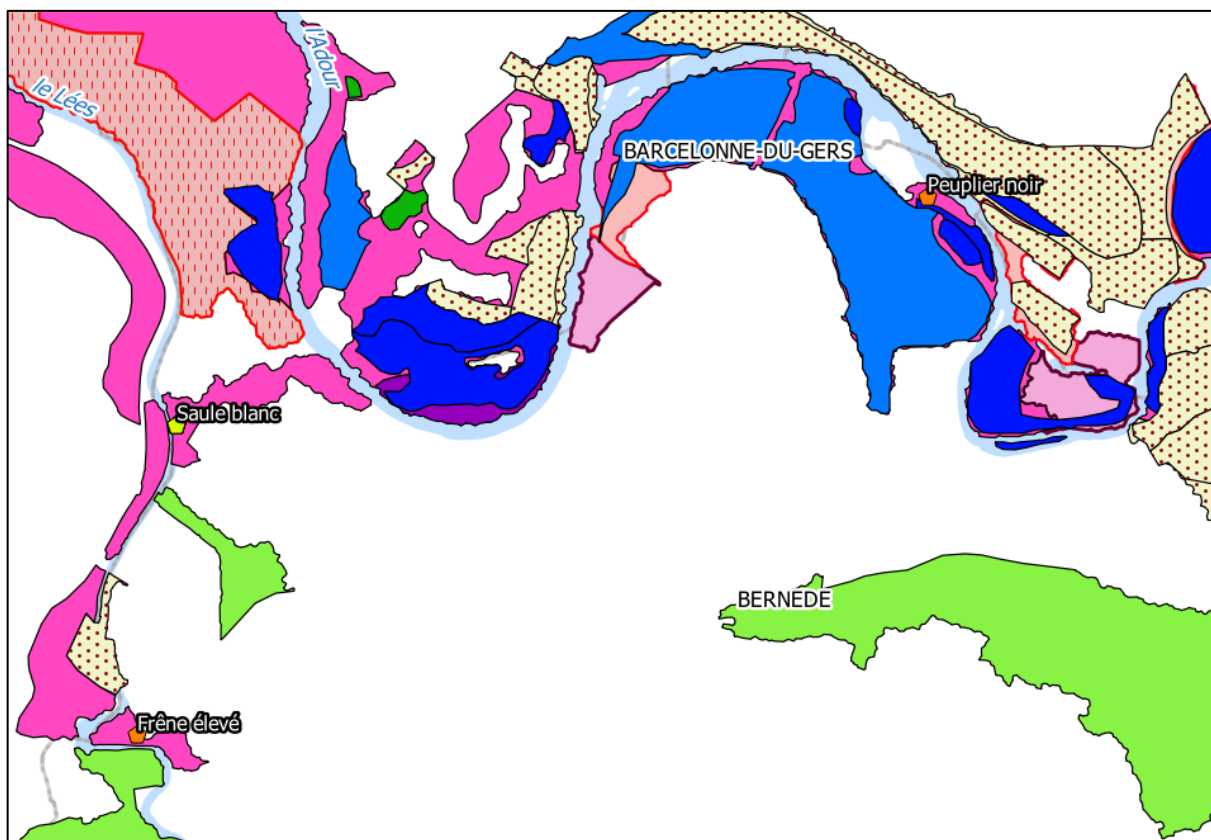 l'Adour
le Lées
BARCELONNE-DU-GERS
Peuplier noir
Saule blanc
BERNEDE
Frêne élevé